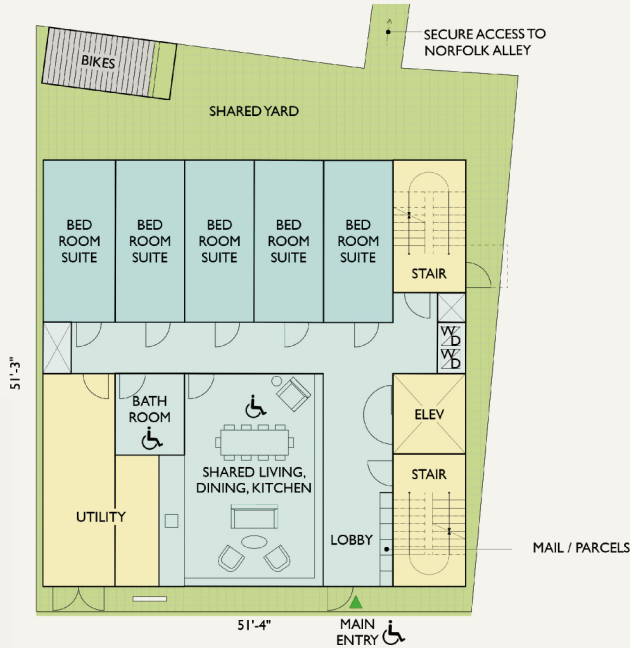 SECURE ACCESS TO
NORFOLK ALLEY
BIKES
SHARED YARD
BED
ROOM
SUITE
BED
ROOM
SUITE
BED
ROOM
SUITE
BED
ROOM
SUITE
BED
ROOM
SUITE
STAIR
W
D
W
D
51'-3"
BATH
ROOM
ELEV
SHARED LIVING,
DINING, KITCHEN
STAIR
UTILITY
LOBBY
MAIL / PARCELS
51'-4"
MAIN
ENTRY